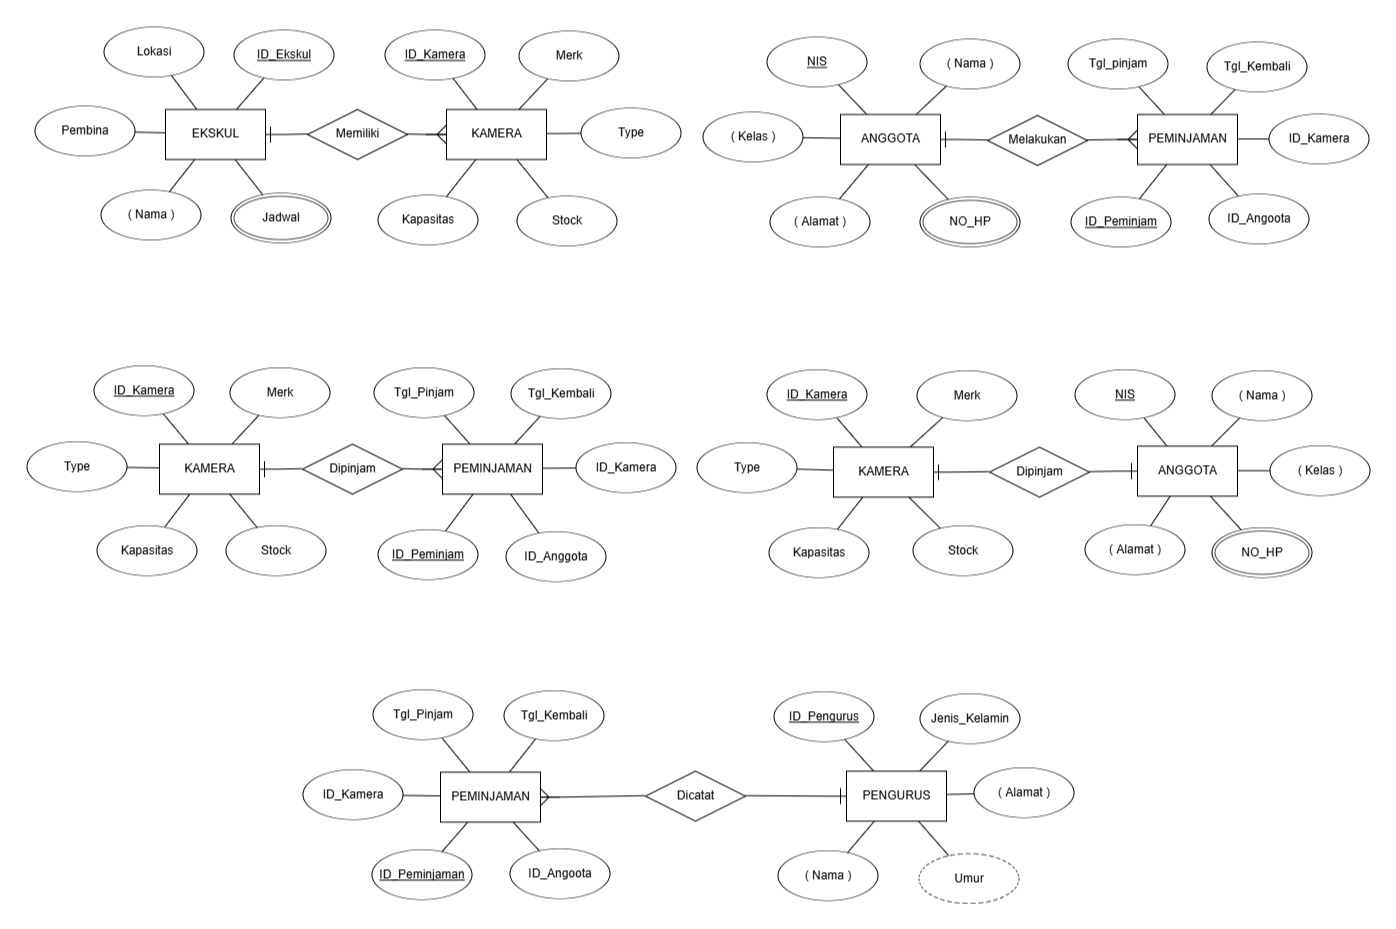 Lokasi
ID_Ekskul
Pembina
EKSKUL
( Nama )
Jadwal
Memiliki
ID_Kamera
Merk
KAMERA
Type
Kapasitas
Stock
NIS
( Nama )
( Kelas )
ANGGOTA
( Alamat )
NO_HP
Melakukan
Tgl_pinjam
Tgl_Kembali
PEMINJAMAN
ID_Kamera
ID_Peminjam
ID_Angoota
ID_Kamera
Merk
Type
KAMERA
Kapasitas
Stock
Dipinjam
Tgl_Pinjam
Tgl_Kembali
PEMINJAMAN
ID_Kamera
ID_Peminjam
ID_Anggota
ID_Kamera
Merk
Type
KAMERA
Kapasitas
Stock
Dipinjam
NIS
( Nama )
ANGGOTA
( Kelas )
( Alamat )
NO_HP
Tgl_Pinjam
Tgl_Kembali
ID_Kamera
PEMINJAMAN
ID_Peminjaman
ID_Angoota
Dicatat
ID_Pengurus
Jenis_Kelamin
PENGURUS
( Alamat )
( Nama )
Umur